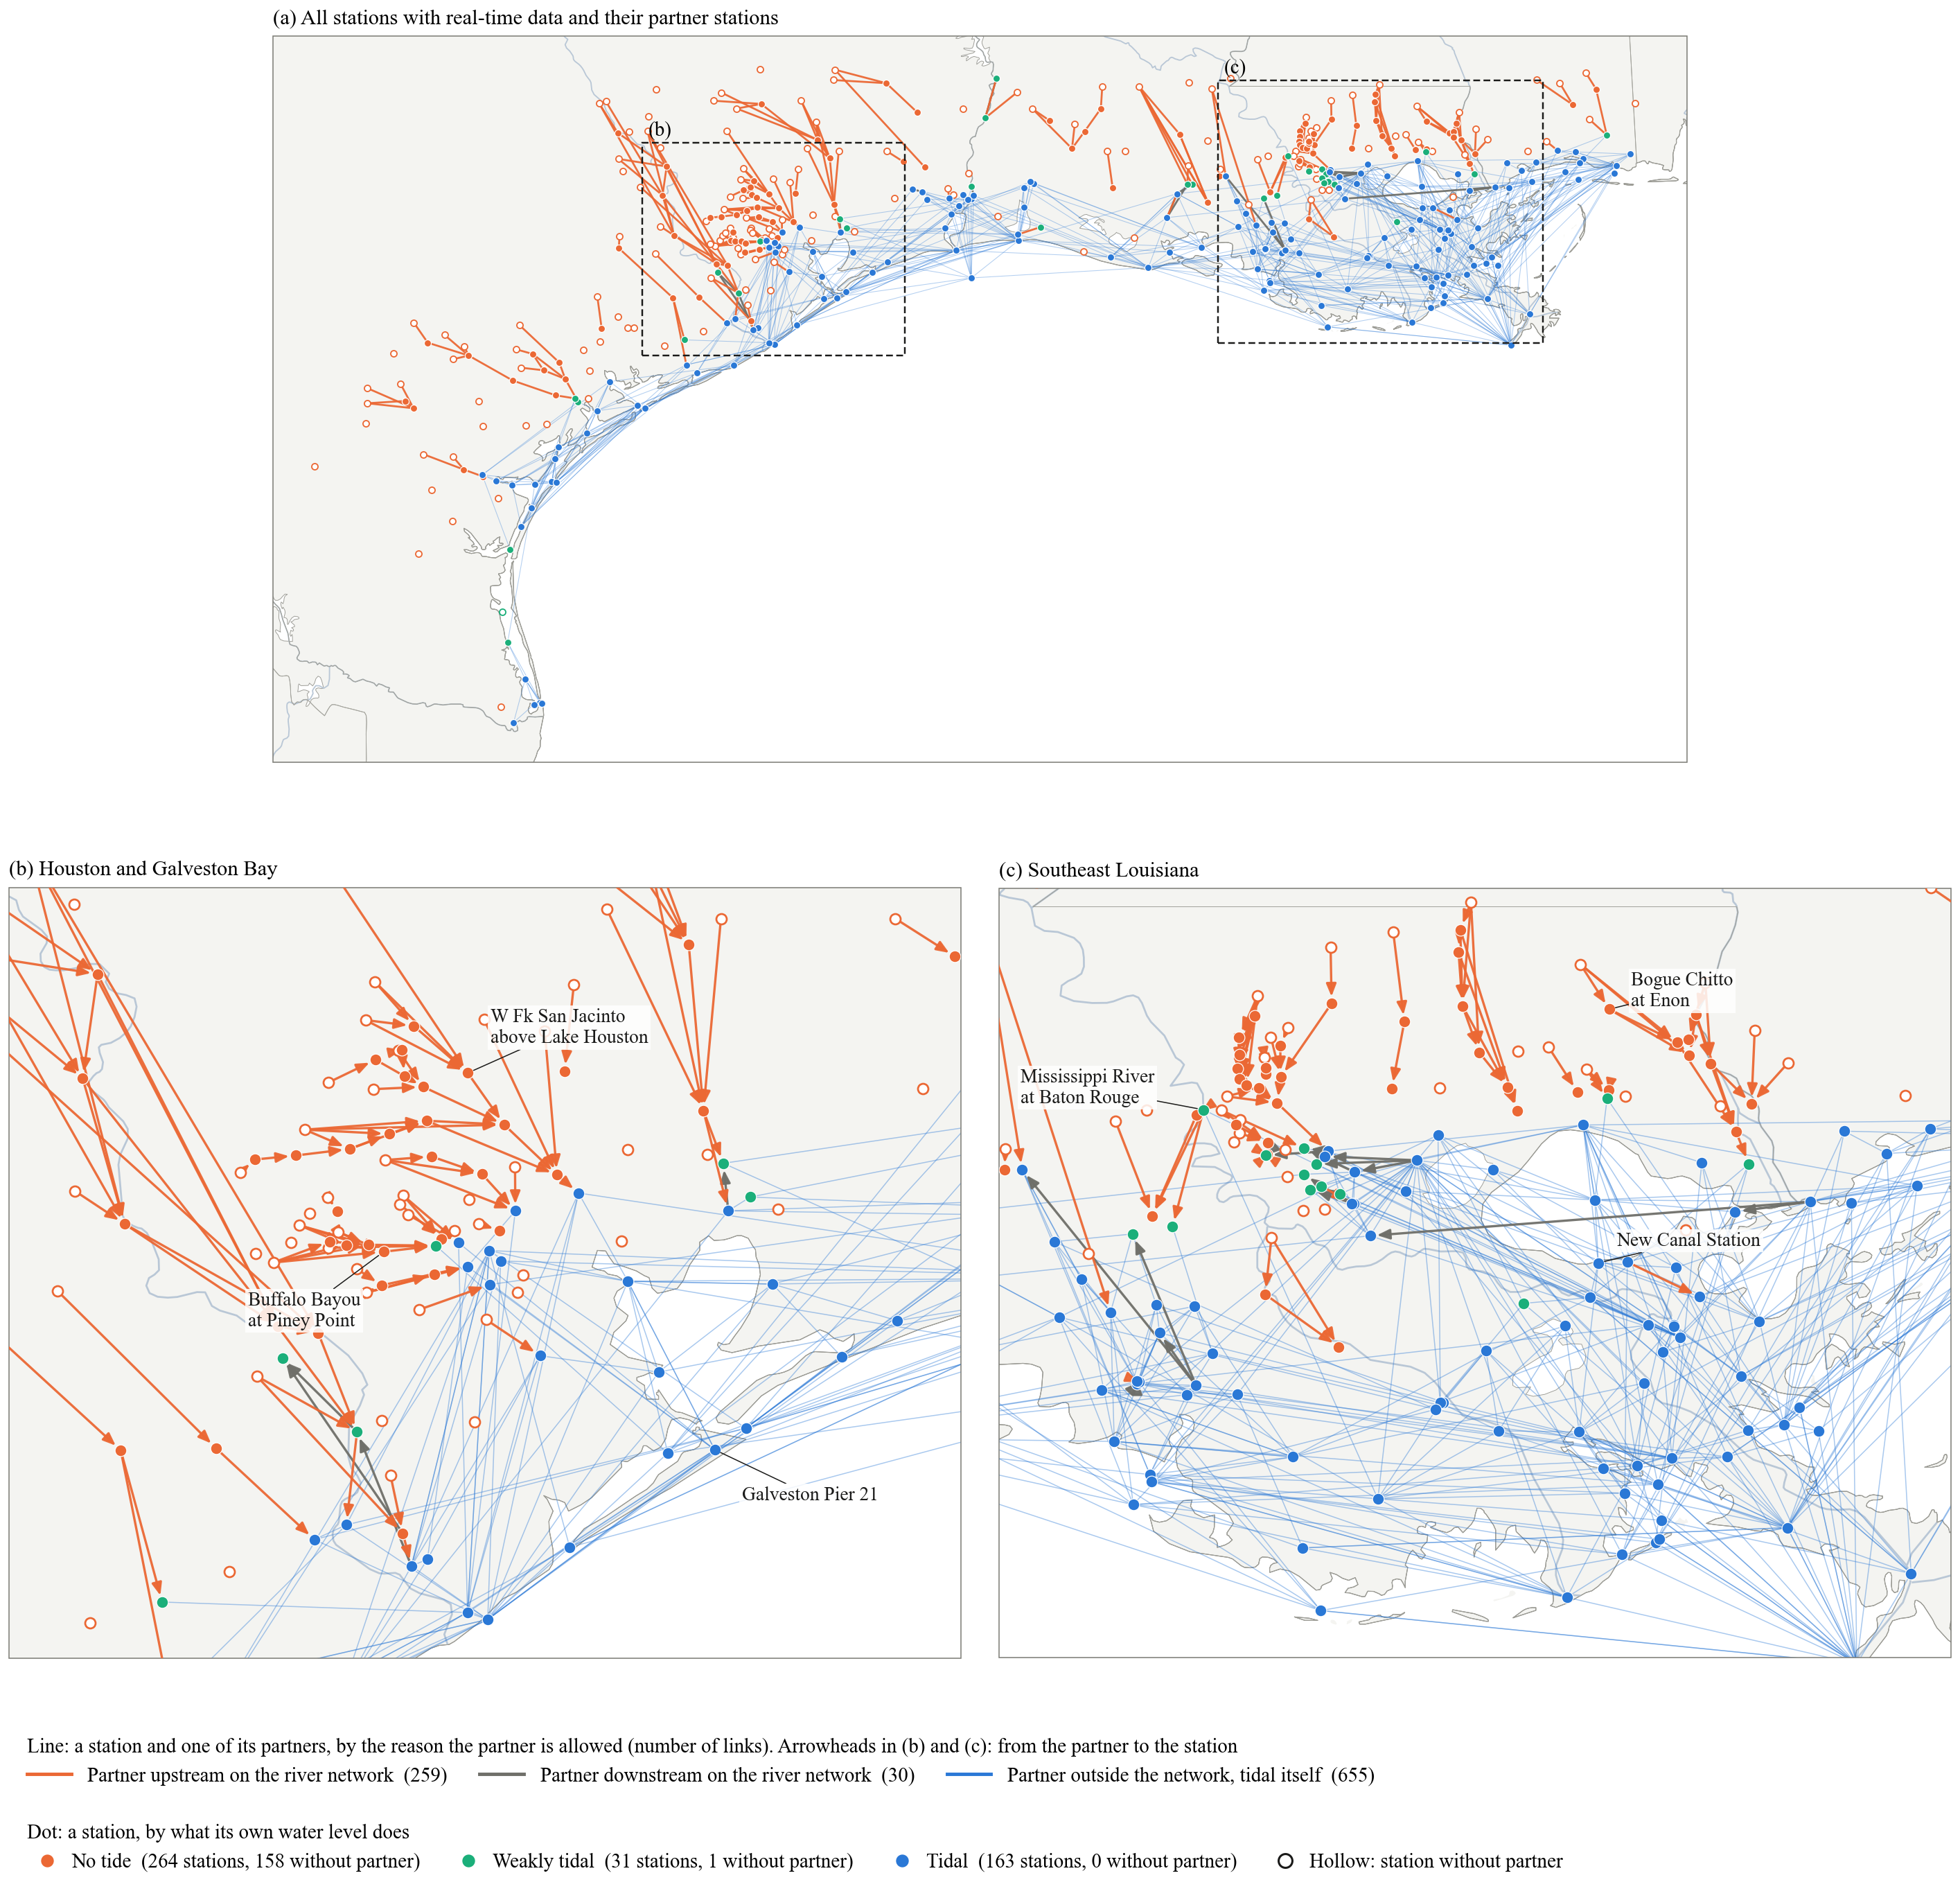 (a) All stations with real-time data and their partner stations
(c)
(b)
(b) Houston and Galveston Bay
(c) Southeast Louisiana
W Fk San Jacinto
above Lake Houston
Buffalo Bayou
at Piney Point
Galveston Pier 21
Bogue Chitto
at Enon
Mississippi River
at Baton Rouge
New Canal Station
Line: a station and one of its partners, by the reason the partner is allowed (number of links). Arrowheads in (b) and (c): from the partner to the station
Partner upstream on the river network (259)
Partner downstream on the river network (30)
Partner outside the network, tidal itself (655)
Dot: a station, by what its own water level does
No tide (264 stations, 158 without partner)
Weakly tidal (31 stations, 1 without partner)
Tidal (163 stations, 0 without partner)
Hollow: station without partner